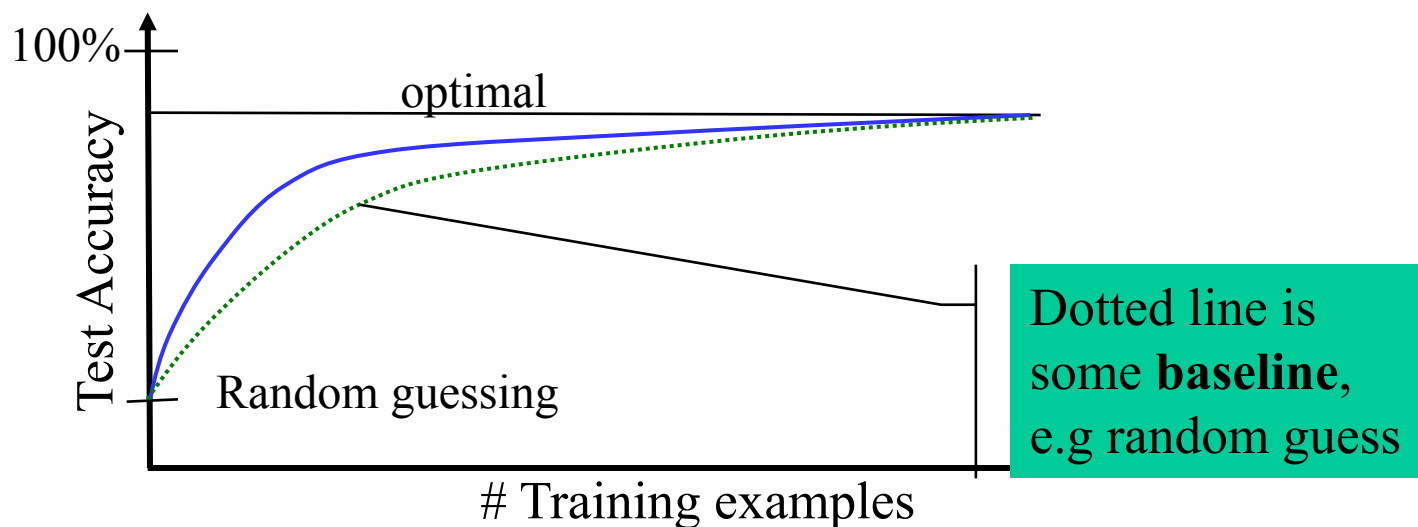 100%
optimal
Test Accuracy
Random guessing
Dotted line is
some baseline,
e.g random guess
# Training examples